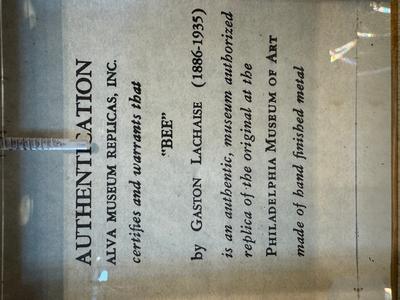 AUTHENTICATION
ALVA MUSEUM REPLICAS, INC.
certifies and warrants that
"BEE"
by GASTON LACHAISE (1886-1935)
is an authentic, museum authorized
replica of the original at the
PHILADELPHIA MUSEUM OF ART
made of hand finished metal